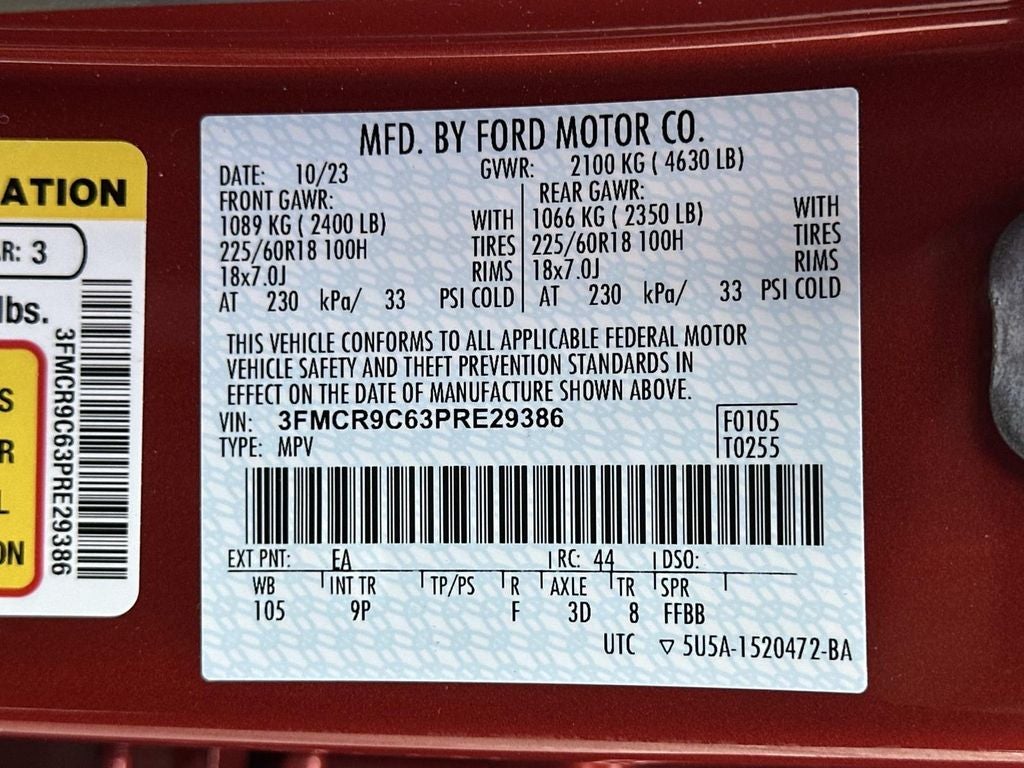 ATION
R: 3
lbs.
S
R
L
ON
3FMCR9C63PRE29386
MFD. BY FORD MOTOR CO.
DATE: 10/23 GVWR: 2100 KG ( 4630 LB)
FRONT GAWR: REAR GAWR:
1089 KG ( 2400 LB) WITH 1066 KG ( 2350 LB) WITH
225/60R18 100H TIRES 225/60R18 100H TIRES
18x7.0J RIMS 18x7.0J RIMS
AT 230 kPa/ 33 PSI COLD AT 230 kPa/ 33 PSI COLD
THIS VEHICLE CONFORMS TO ALL APPLICABLE FEDERAL MOTOR
VEHICLE SAFETY AND THEFT PREVENTION STANDARDS IN
EFFECT ON THE DATE OF MANUFACTURE SHOWN ABOVE.
VIN: 3FMCR9C63PRE29386 F0105
TYPE: MPV T0255
EXT PNT: EA RC: 44 DSO:
WB INT TR TP/PS R AXLE TR SPR
105 9P F 3D 8 FFBB
UTC ▽ 5U5A-1520472-BA